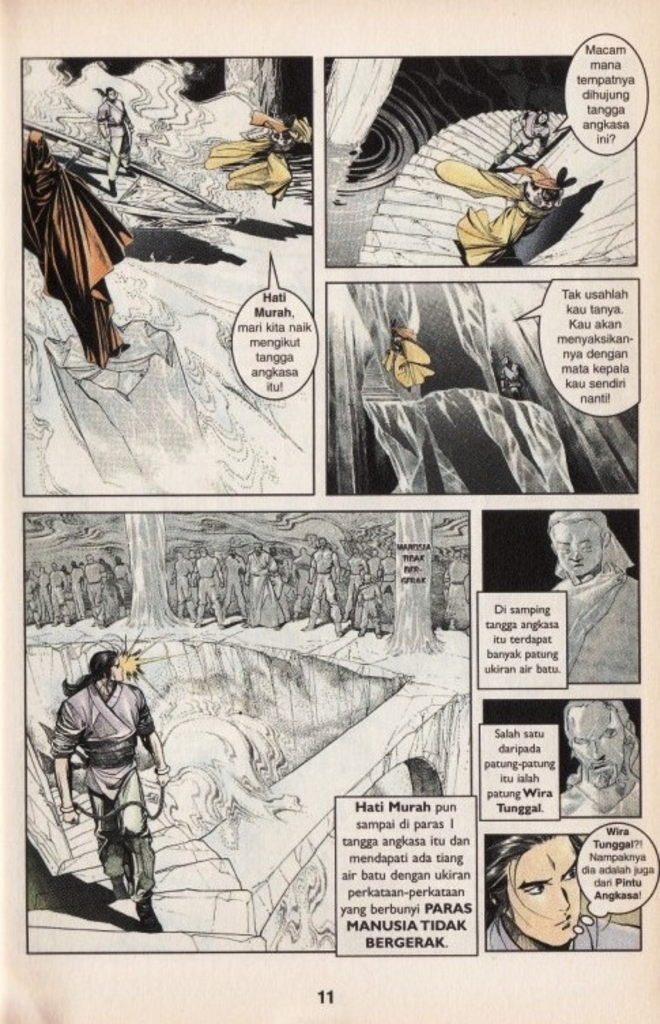 Hati
Murah,
mari kita naik
mengikut
tangga
angkasa
itu!
Macam
mana
tempatnya
dihujung
tangga
angkasa
ini?
Tak usahlah
kau tanya.
Kau akan
menyaksikan-
nya dengan
mata kepala
kau sendiri
nanti!
MANUSIA
TIDAK
BER-
GERAK
Hati Murah pun
sampai di paras 1
tangga angkasa itu dan
mendapati ada tiang
air batu dengan ukiran
perkataan-perkataan
yang berbunyi PARAS
MANUSIA TIDAK
BERGERAK.
Di samping
tangga angkasa
itu terdapat
banyak patung
ukiran air batu.
Salah satu
daripada
patung-patung
itu ialah
patung Wira
Tunggal.
Wira
Tunggal?!
Nampaknya
dia adalah juga
dari Pintu
Angkasa!
11